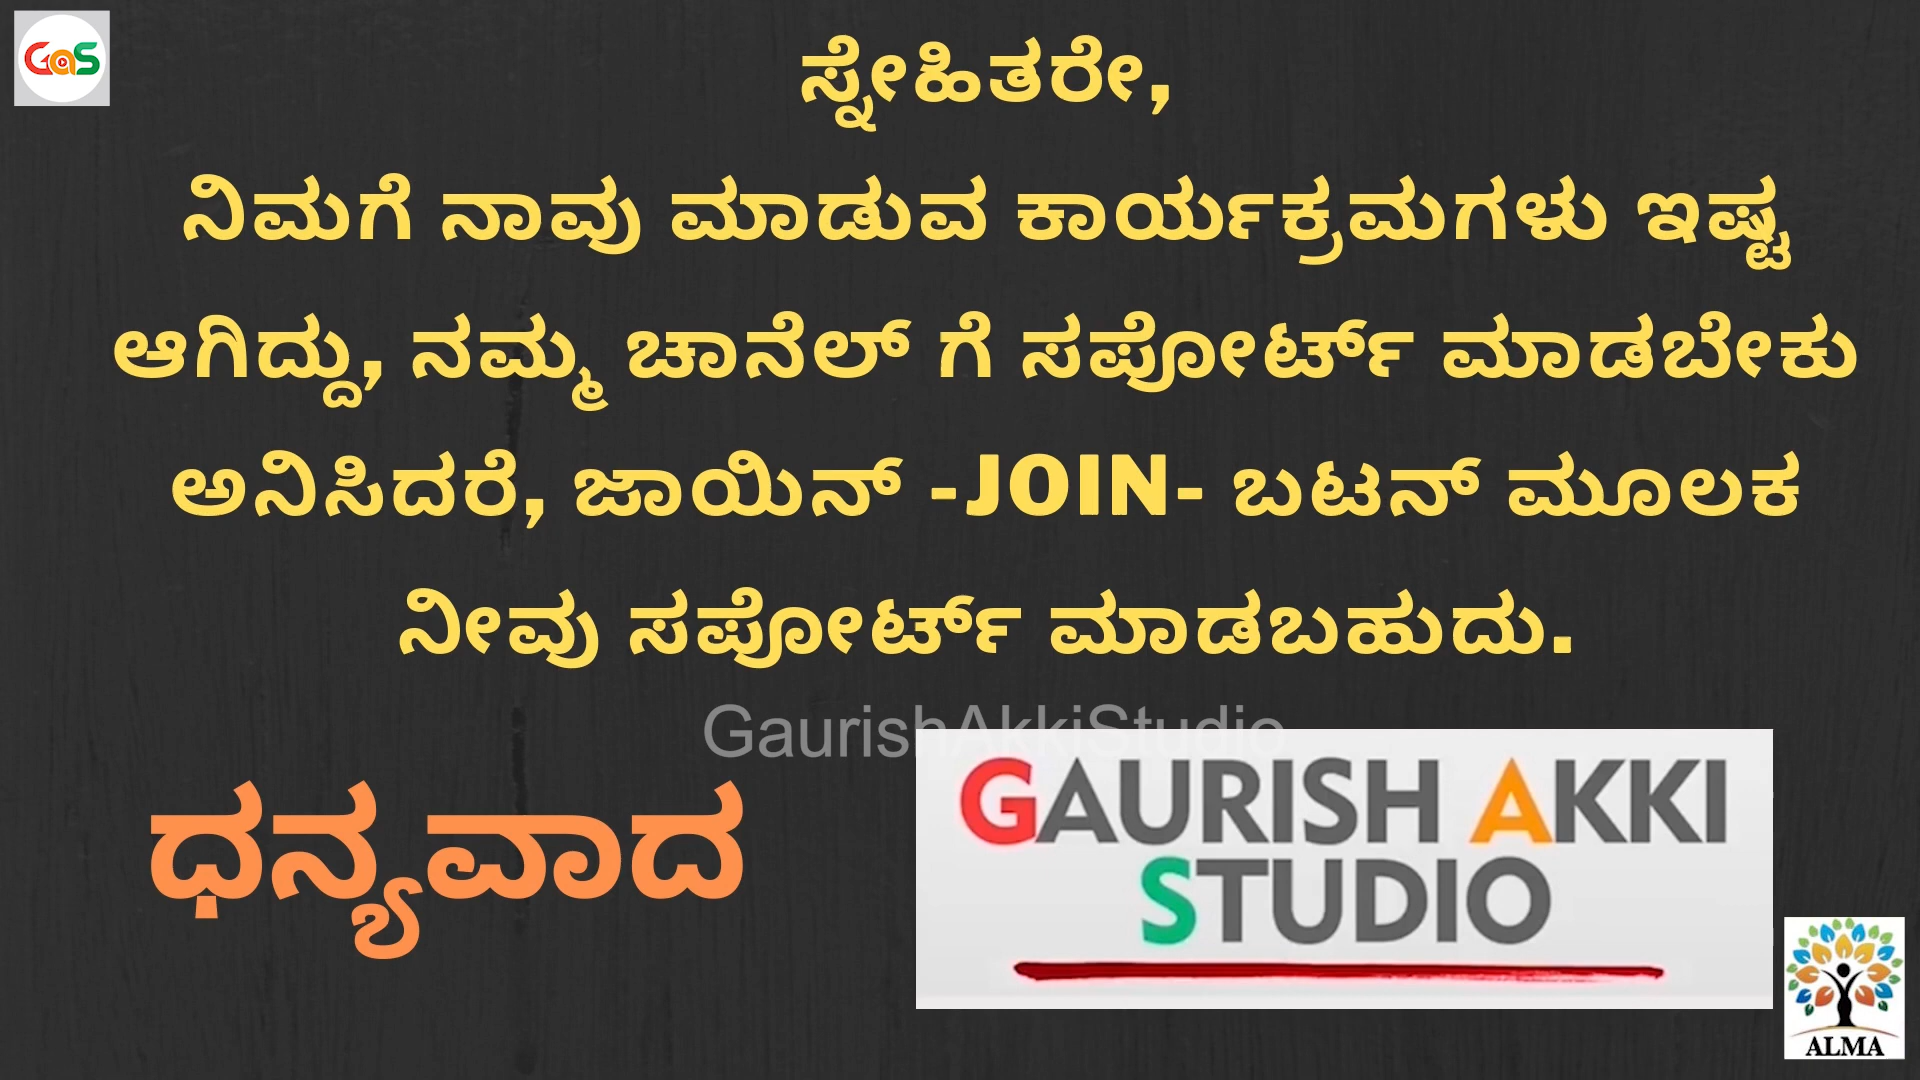 GaS
ಸ್ನೇಹಿತರೇ,
ನಿಮಗೆ ನಾವು ಮಾಡುವ ಕಾರ್ಯಕ್ರಮಗಳು ಇಷ್ಟ
ಆಗಿದ್ದು, ನಮ್ಮ ಚಾನೆಲ್ ಗೆ ಸಪೋರ್ಟ್ ಮಾಡಬೇಕು
ಅನಿಸಿದರೆ, ಜಾಯಿನ್ -JOIN- ಬಟನ್ ಮೂಲಕ
ನೀವು ಸಪೋರ್ಟ್ ಮಾಡಬಹುದು.
GaurishAkkiStudio
ಧನ್ಯವಾದ
GAURISH AKKI
STUDIO
ALMA